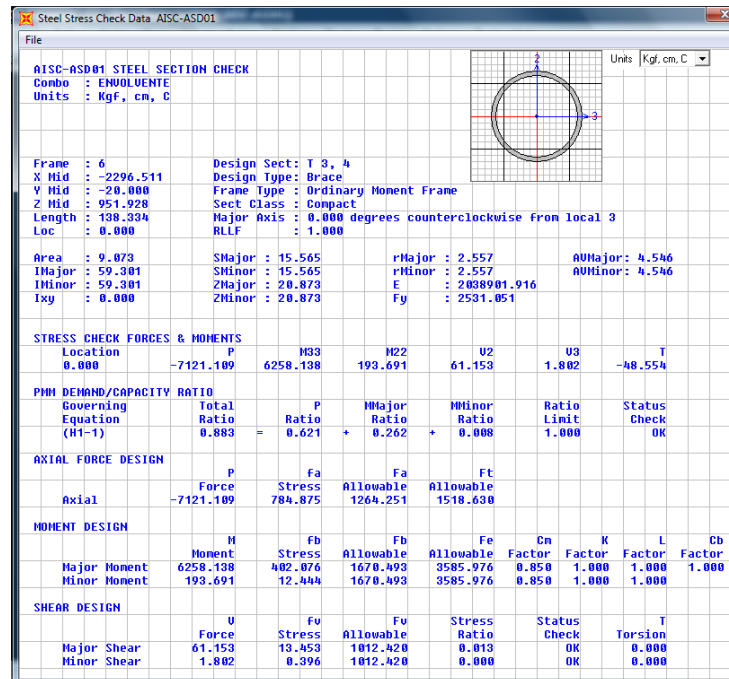 Steel Stress Check Data  AISC-ASD01
File
Units  Kgf, cm, C
2
3
AISC-ASD01 STEEL SECTION CHECK
Combo  : ENVOLVENTE
Units  : Kgf, cm, C
Frame  : 6  Design Sect: T 3, 4
X Mid  : -2296.511  Design Type: Brace
Y Mid  : -20.000  Frame Type : Ordinary Moment Frame
Z Mid  : 951.928  Sect Class : Compact
Length : 138.334  Major Axis : 0.000 degrees counterclockwise from local 3
Loc    : 0.000  RLLF       : 1.000
Area   : 9.073  SMajor : 15.565  rMajor : 2.557  AVMajor: 4.546
IMajor : 59.301  SMinor : 15.565  rMinor : 2.557  AVMinor: 4.546
IMinor : 59.301  ZMajor : 20.873  E      : 2038901.916
Ixy    : 0.000  ZMinor : 20.873  Fy     : 2531.051
STRESS CHECK FORCES & MOMENTS
Location  P  M33  M22  V2  V3  T
0.000  -7121.109  6258.138  193.691  61.153  1.802  -48.554
PMM DEMAND/CAPACITY RATIO
Governing  Total  P  MMajor  MMinor  Ratio  Status
Equation  Ratio  Ratio  Ratio  Ratio  Limit  Check
(H1-1)  0.883  =  0.621  +  0.262  +  0.008  1.000  OK
AXIAL FORCE DESIGN
P  fa  Fa  Ft
Force  Stress  Allowable  Allowable
Axial  -7121.109  784.875  1264.251  1518.630
MOMENT DESIGN
M  fb  Fb  Fe  Cm  K  L  Cb
Moment  Stress  Allowable  Allowable  Factor  Factor  Factor  Factor
Major Moment  6258.138  402.076  1670.493  3585.976  0.850  1.000  1.000  1.000
Minor Moment  193.691  12.444  1670.493  3585.976  0.850  1.000  1.000
SHEAR DESIGN
V  fv  Fv  Stress  Status  T
Force  Stress  Allowable  Ratio  Check  Torsion
Major Shear  61.153  13.453  1012.420  0.013  OK  0.000
Minor Shear  1.802  0.396  1012.420  0.000  OK  0.000